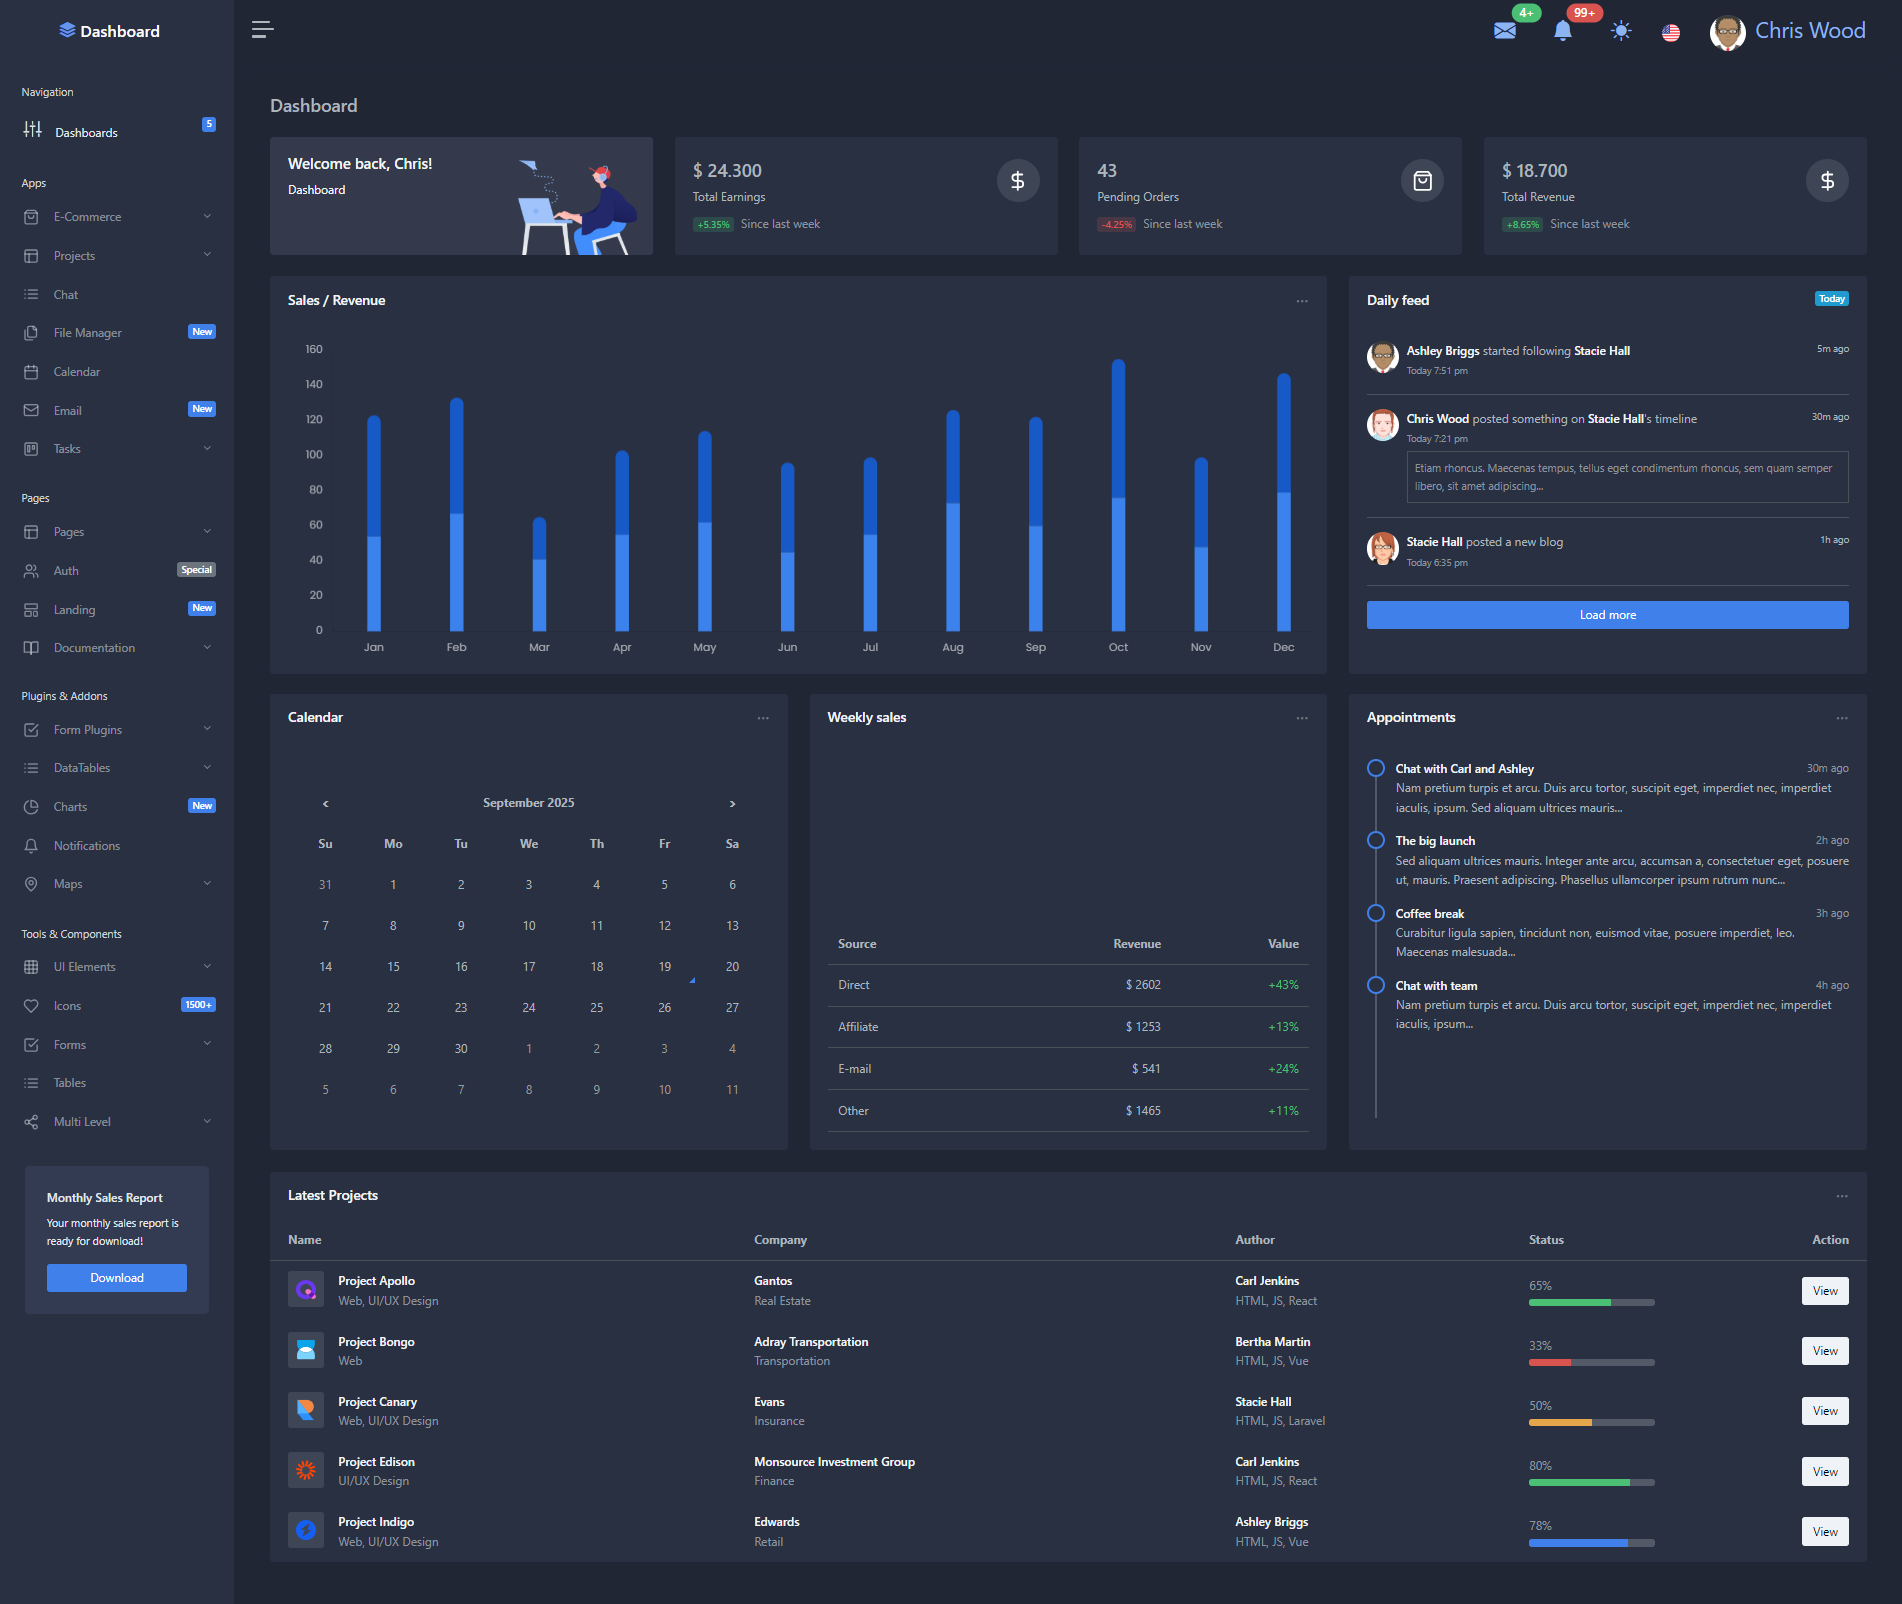 Dashboard
4+
99+
Chris Wood
Navigation
Dashboards
5
Apps
E-Commerce
Projects
Chat
File Manager
New
Calendar
Email
New
Tasks
Pages
Pages
Auth
Special
Landing
New
Documentation
Plugins & Addons
Form Plugins
DataTables
Charts
New
Notifications
Maps
Tools & Components
UI Elements
Icons
1500+
Forms
Tables
Multi Level
Monthly Sales Report
Your monthly sales report is
ready for download!
Download
Dashboard
Welcome back, Chris!
Dashboard
$ 24.300
Total Earnings
+5.35% Since last week
43
Pending Orders
-4.25% Since last week
$ 18.700
Total Revenue
+8.65% Since last week
Sales / Revenue
160
140
120
100
80
60
40
20
0
Jan Feb Mar Apr May Jun Jul Aug Sep Oct Nov Dec
Daily feed
Today
Ashley Briggs started following Stacie Hall
5m ago
Today 7:51 pm
Chris Wood posted something on Stacie Hall's timeline
30m ago
Today 7:21 pm
Etiam rhoncus. Maecenas tempus, tellus eget condimentum rhoncus, sem quam semper
libero, sit amet adipiscing...
Stacie Hall posted a new blog
1h ago
Today 6:35 pm
Load more
Calendar
‹ September 2025 ›
Su Mo Tu We Th Fr Sa
31 1 2 3 4 5 6
7 8 9 10 11 12 13
14 15 16 17 18 19 20
21 22 23 24 25 26 27
28 29 30 1 2 3 4
5 6 7 8 9 10 11
Weekly sales
Source Revenue Value
Direct $ 2602 +43%
Affiliate $ 1253 +13%
E-mail $ 541 +24%
Other $ 1465 +11%
Appointments
Chat with Carl and Ashley
30m ago
Nam pretium turpis et arcu. Duis arcu tortor, suscipit eget, imperdiet nec, imperdiet
iaculis, ipsum. Sed aliquam ultrices mauris...
The big launch
2h ago
Sed aliquam ultrices mauris. Integer ante arcu, accumsan a, consectetuer eget, posuere
ut, mauris. Praesent adipiscing. Phasellus ullamcorper ipsum rutrum nunc...
Coffee break
3h ago
Curabitur ligula sapien, tincidunt non, euismod vitae, posuere imperdiet, leo.
Maecenas malesuada...
Chat with team
4h ago
Nam pretium turpis et arcu. Duis arcu tortor, suscipit eget, imperdiet nec, imperdiet
iaculis, ipsum...
Latest Projects
Name Company Author Status Action
Project Apollo Gantos Carl Jenkins 65% View
Web, UI/UX Design Real Estate HTML, JS, React
Project Bongo Adray Transportation Bertha Martin 33% View
Web Transportation HTML, JS, Vue
Project Canary Evans Stacie Hall 50% View
Web, UI/UX Design Insurance HTML, JS, Laravel
Project Edison Monsource Investment Group Carl Jenkins 80% View
UI/UX Design Finance HTML, JS, React
Project Indigo Edwards Ashley Briggs 78% View
Web, UI/UX Design Retail HTML, JS, Vue